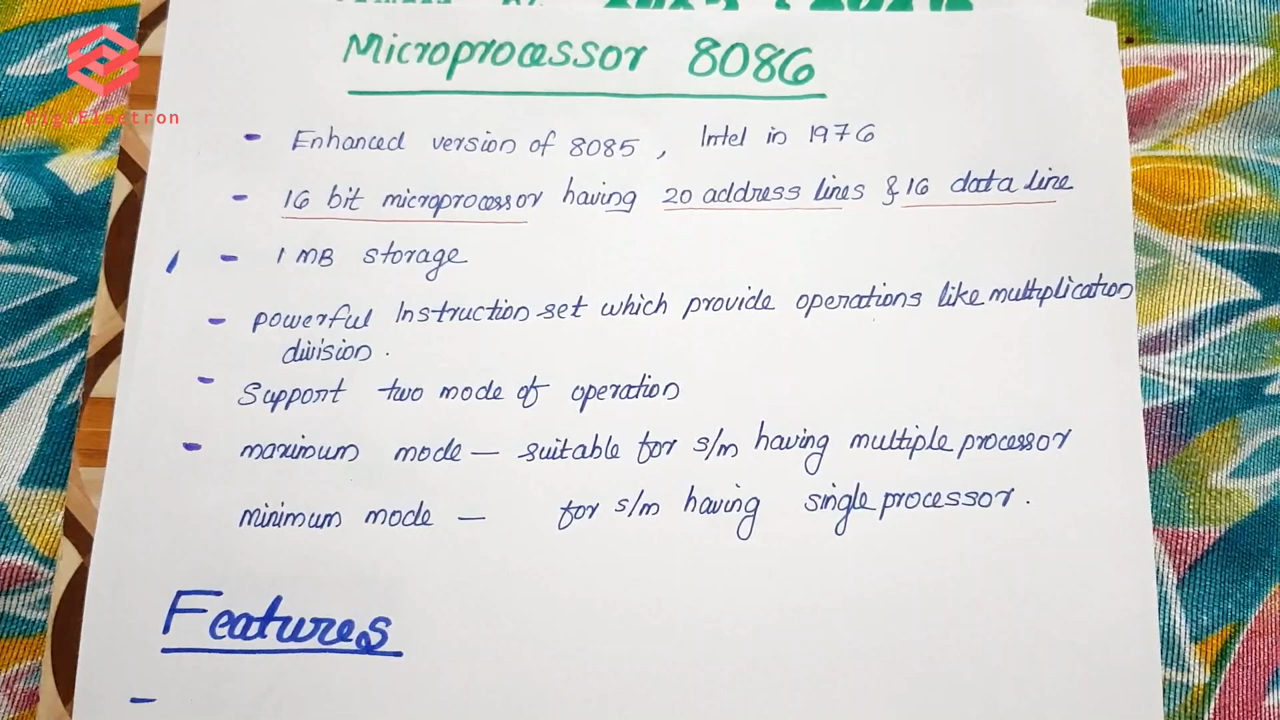 Microprocessor 8086
DigiElectron
- Enhanced version of 8085 , Intel in 1976
- 16 bit microprocessor having 20 address lines & 16 data line
- 1 MB storage
- powerful Instruction set which provide operations like multiplication
division .
- Support two mode of operation
- maximum mode — suitable for s/m having multiple processor
minimum mode — for s/m having single processor .
Features
-